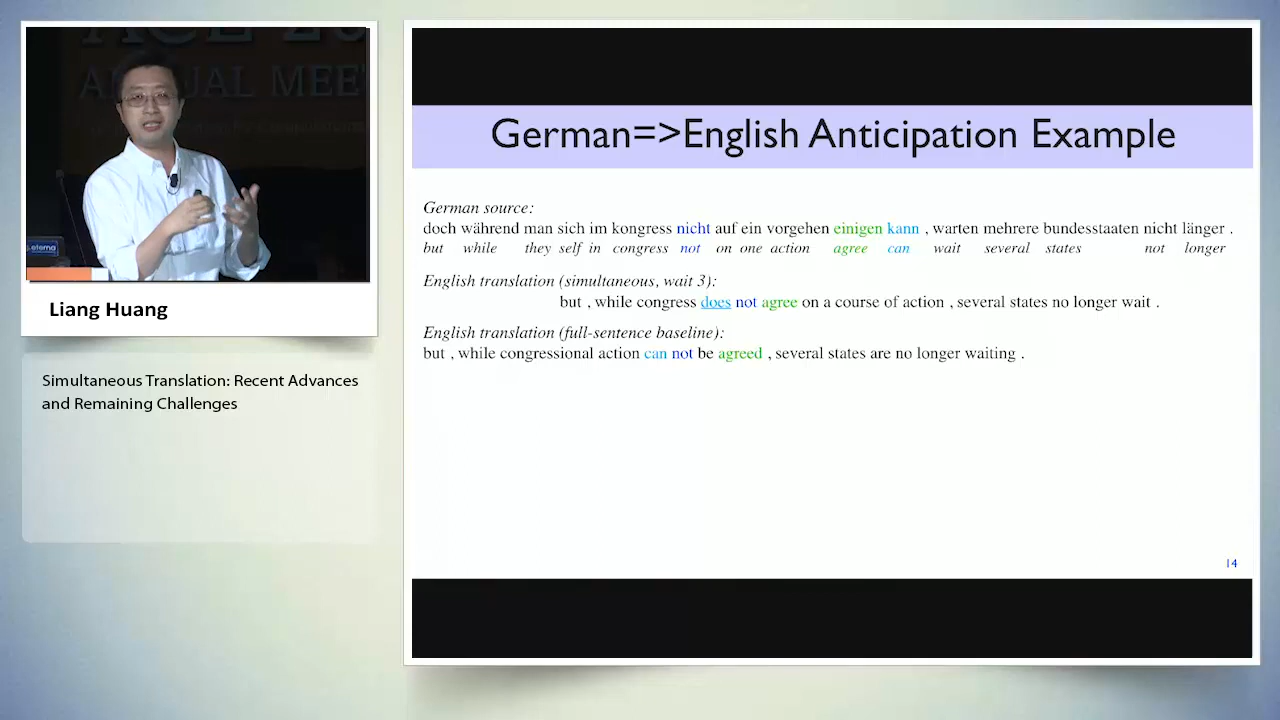 ACL 20
ANNUAL MEET
Liang Huang
Simultaneous Translation: Recent Advances
and Remaining Challenges
German=>English Anticipation Example
German source:
doch während man sich im kongress nicht auf ein vorgehen einigen kann , warten mehrere bundesstaaten nicht länger .
but while they self in congress not on one action agree can wait several states not longer
English translation (simultaneous, wait 3):
but , while congress does not agree on a course of action , several states no longer wait .
English translation (full-sentence baseline):
but , while congressional action can not be agreed , several states are no longer waiting .
14